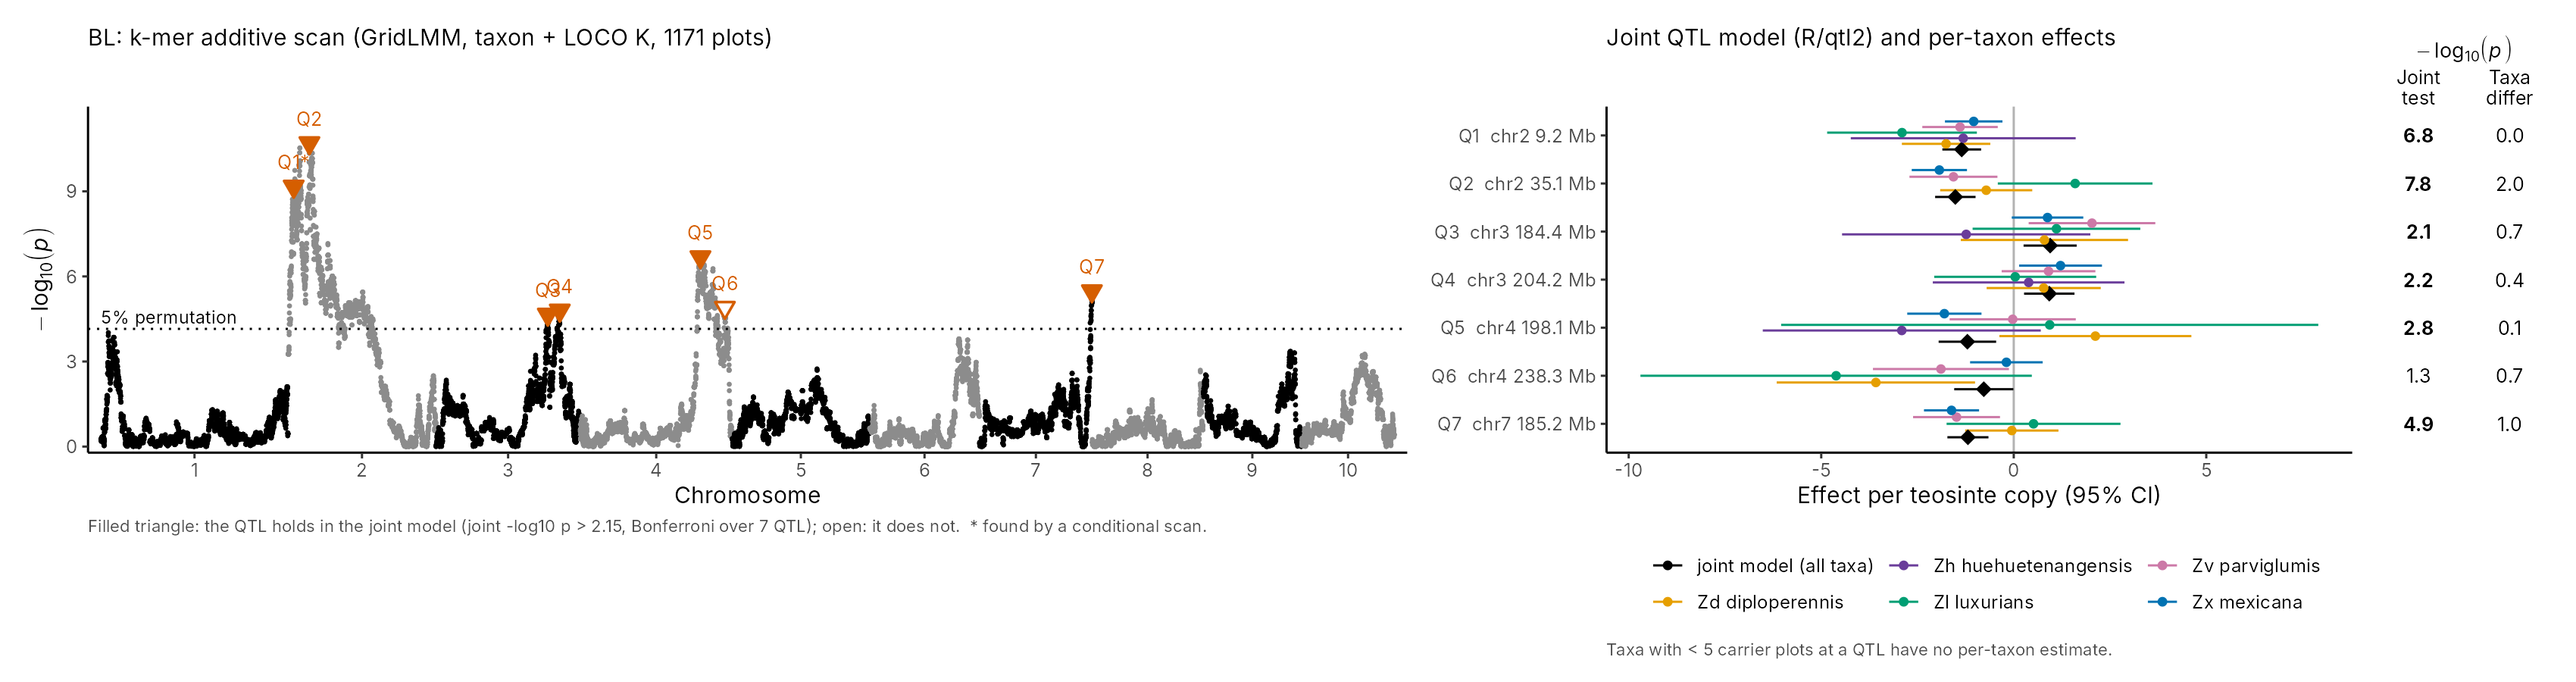 BL: k-mer additive scan (GridLMM, taxon + LOCO K, 1171 plots)
Q2
Q1*
Q5
Q6
Q7
Q3
Q4
5% permutation
9
6
3
0
−log10(p)
1 2 3 4 5 6 7 8 9 10
Chromosome
Filled triangle: the QTL holds in the joint model (joint -log10 p > 2.15, Bonferroni over 7 QTL); open: it does not. * found by a conditional scan.
Joint QTL model (R/qtl2) and per-taxon effects
−log10(p)
Joint test
Taxa differ
Q1 chr2 9.2 Mb 6.8 0.0
Q2 chr2 35.1 Mb 7.8 2.0
Q3 chr3 184.4 Mb 2.1 0.7
Q4 chr3 204.2 Mb 2.2 0.4
Q5 chr4 198.1 Mb 2.8 0.1
Q6 chr4 238.3 Mb 1.3 0.7
Q7 chr7 185.2 Mb 4.9 1.0
-10 -5 0 5
Effect per teosinte copy (95% CI)
joint model (all taxa) Zh huehuetenangensis Zv parviglumis
Zd diploperennis Zl luxurians Zx mexicana
Taxa with < 5 carrier plots at a QTL have no per-taxon estimate.